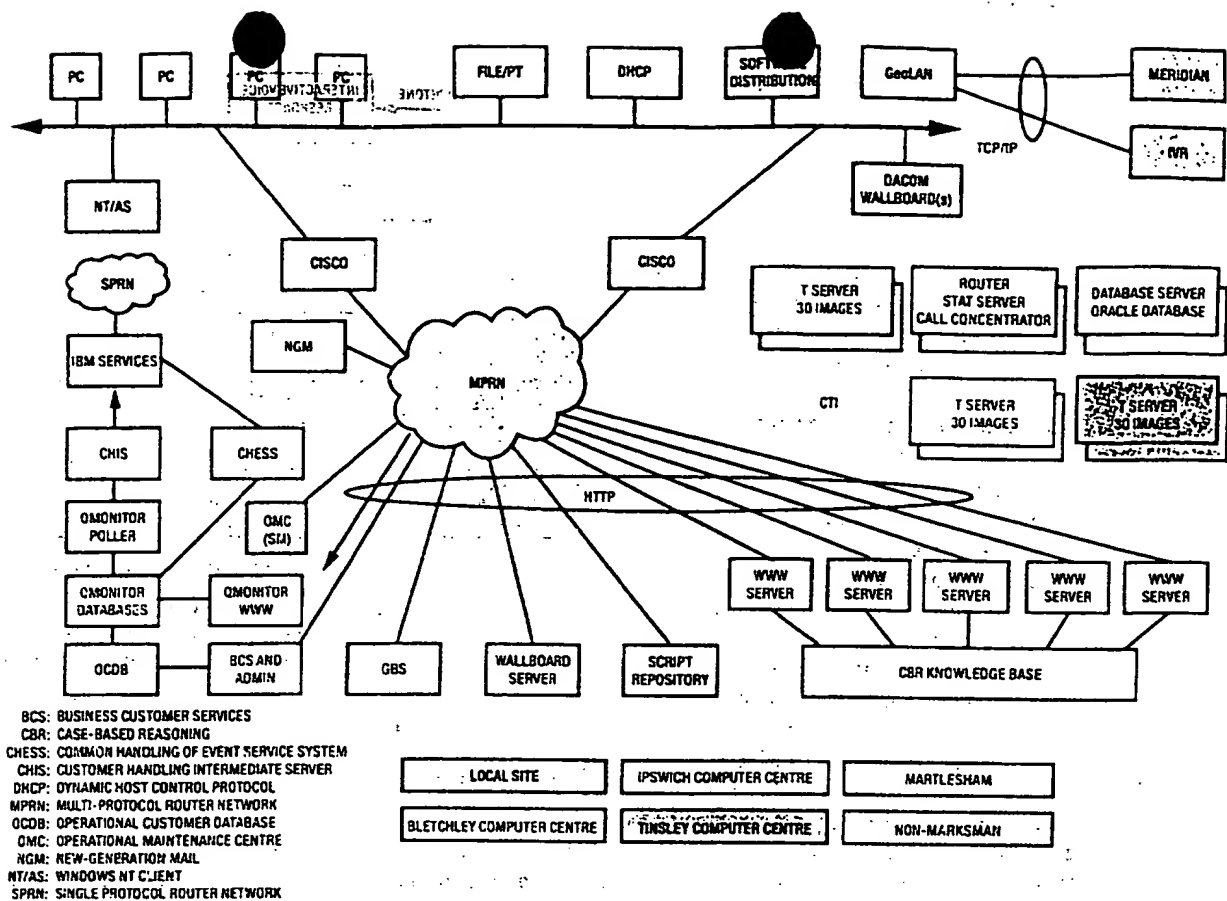 PC
PC
PC
PC
FILE/PT
DHCP
DISTRIBUTION
GeoLAN
MERIDIAN
INTERACTIVE
TCP/IP
IVR
NT/AS
DACOM
WALLBOARD(s)
CISCO
CISCO
SPRN
T SERVER
30 IMAGES
ROUTER
STAT SERVER
CALL CONCENTRATOR
DATABASE SERVER
ORACLE DATABASE
NGM
IBM SERVICES
MPRN
CTI
T SERVER
30 IMAGES
T SERVER
30 IMAGES
CHIS
CHESS
HTTP
QMONITOR
POLLER
OMC
(SM)
QMONITOR
DATABASES
QMONITOR
WWW
WWW
SERVER
WWW
SERVER
WWW
SERVER
WWW
SERVER
WWW
SERVER
OCDB
BCS AND
ADMIN
GBS
WALLBOARD
SERVER
SCRIPT
REPOSITORY
CBR KNOWLEDGE BASE
BCS: BUSINESS CUSTOMER SERVICES
CBR: CASE-BASED REASONING
CHESS: COMMON HANDLING OF EVENT SERVICE SYSTEM
CHIS: CUSTOMER HANDLING INTERMEDIATE SERVER
DHCP: DYNAMIC HOST CONTROL PROTOCOL
MPRN: MULTI-PROTOCOL ROUTER NETWORK
OCDB: OPERATIONAL CUSTOMER DATABASE
OMC: OPERATIONAL MAINTENANCE CENTRE
NGM: NEW-GENERATION MAIL
NT/AS: WINDOWS NT CLIENT
SPRN: SINGLE PROTOCOL ROUTER NETWORK
LOCAL SITE
IPSWICH COMPUTER CENTRE
MARTLESHAM
BLETCHLEY COMPUTER CENTRE
TINSLEY COMPUTER CENTRE
NON-MARKSMAN